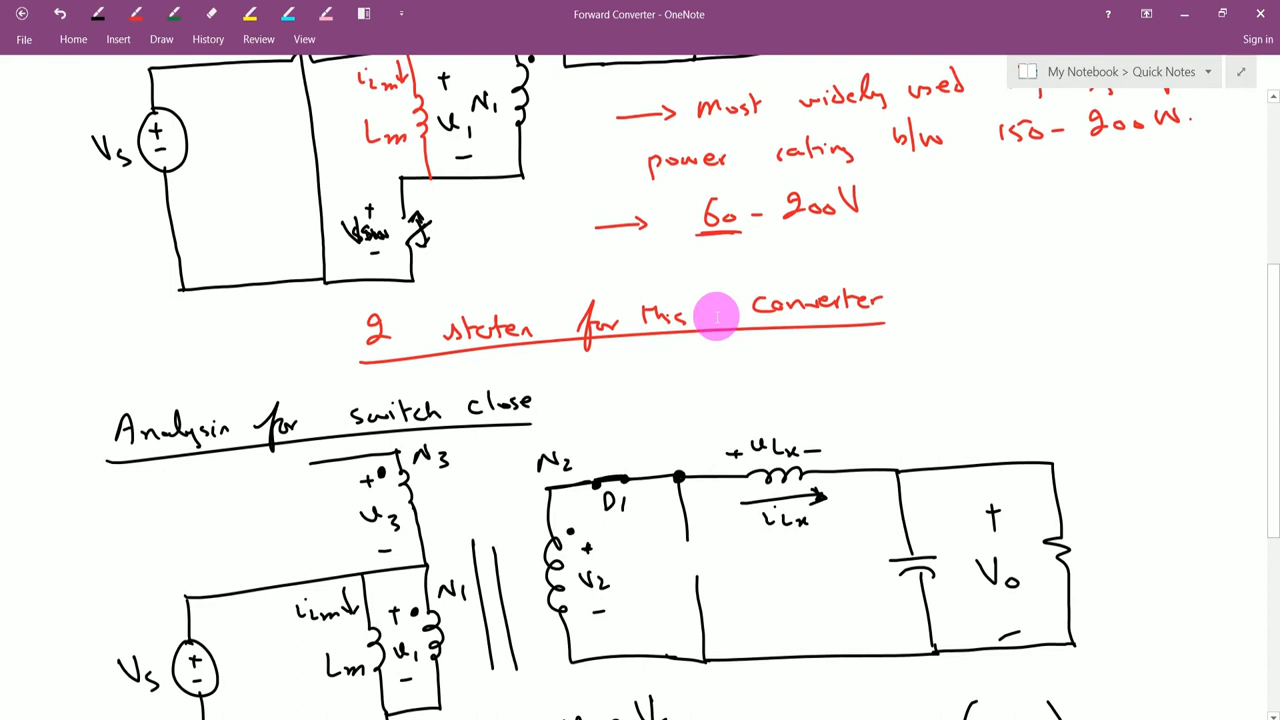 Forward Converter - OneNote
?
File Home Insert Draw History Review View Sign in
My Notebook > Quick Notes
→ Most widely used
power rating b/w 150 - 200W.
→ 60 - 200V
iLm
Lm
+
v1
-
N1
Vs
+
-
+
Vsw
-
2 states for this converter
Analysis for switch close
N3
+
v3
-
N2
D1
+ vLx -
iLx
+
v2
-
+
Vo
-
iLm
N1
+
v1
-
Lm
Vs
+
-